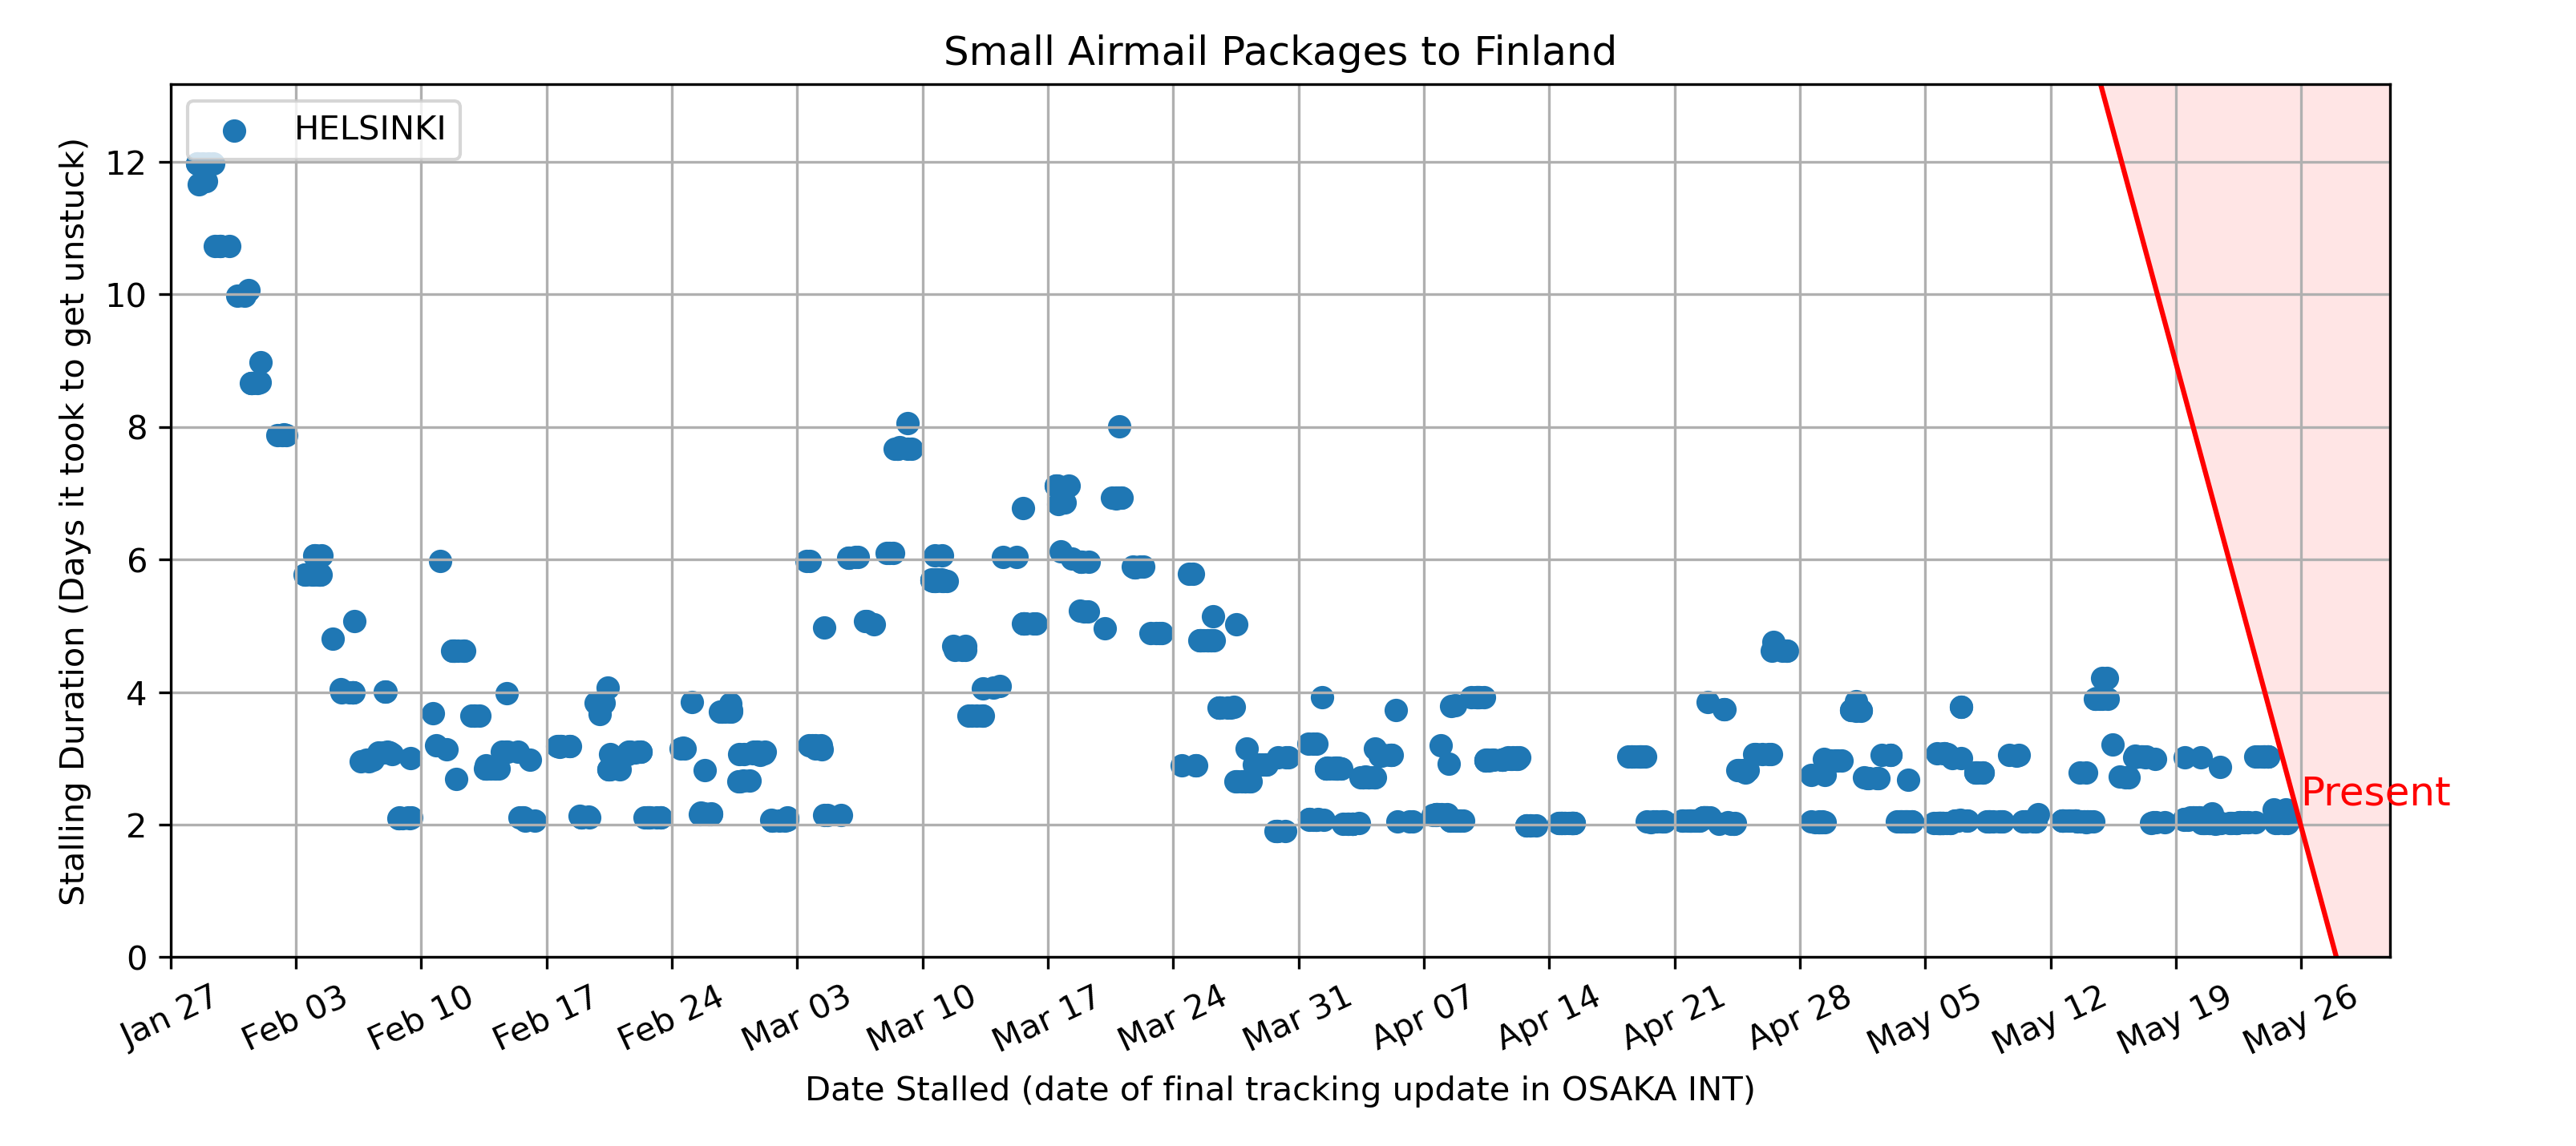 Small Airmail Packages to Finland
HELSINKI
Stalling Duration (Days it took to get unstuck)
12
10
8
6
4
2
0
Present
Jan 27
Feb 03
Feb 10
Feb 17
Feb 24
Mar 03
Mar 10
Mar 17
Mar 24
Mar 31
Apr 07
Apr 14
Apr 21
Apr 28
May 05
May 12
May 19
May 26
Date Stalled (date of final tracking update in OSAKA INT)